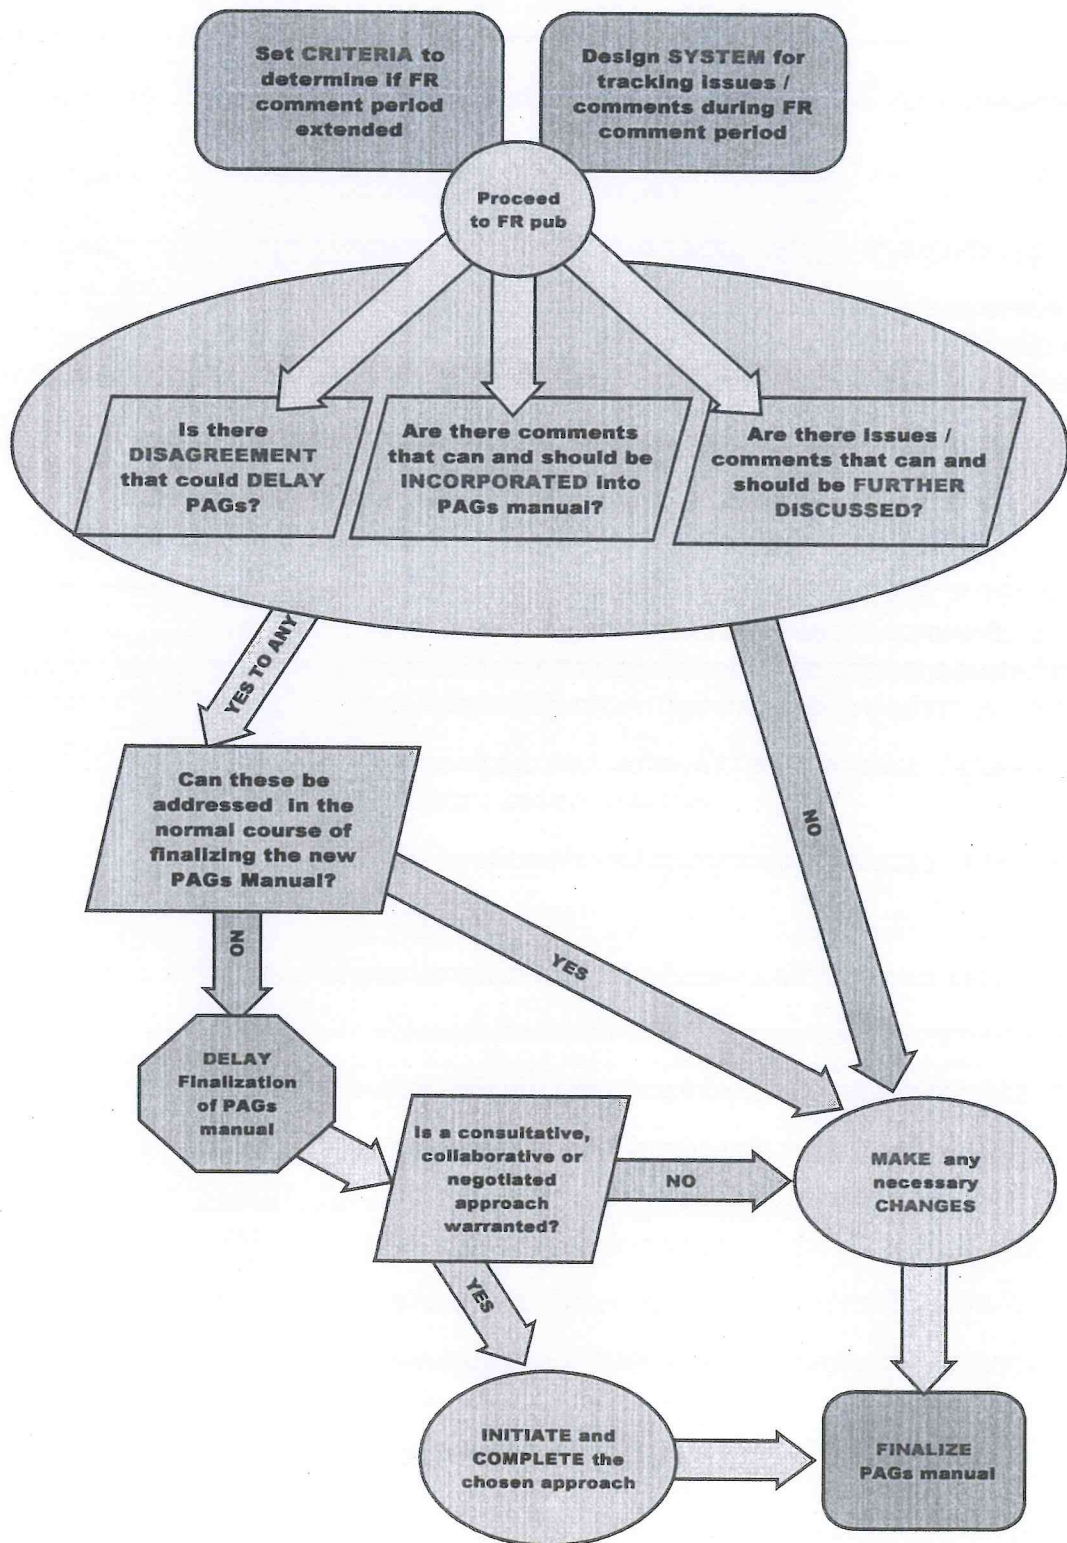 Set CRITERIA to
determine if FR
comment period
extended
Design SYSTEM for
tracking issues /
comments during FR
comment period
Proceed
to FR pub
Is there
DISAGREEMENT
that could DELAY
PAGs?
Are there comments
that can and should be
INCORPORATED into
PAGs manual?
Are there issues /
comments that can and
should be FURTHER
DISCUSSED?
YES TO ANY
NO
Can these be
addressed in the
normal course of
finalizing the new
PAGs Manual?
NO
YES
DELAY
Finalization
of PAGs
manual
Is a consultative,
collaborative or
negotiated
approach
warranted?
NO
MAKE any
necessary
CHANGES
YES
INITIATE and
COMPLETE the
chosen approach
FINALIZE
PAGs manual